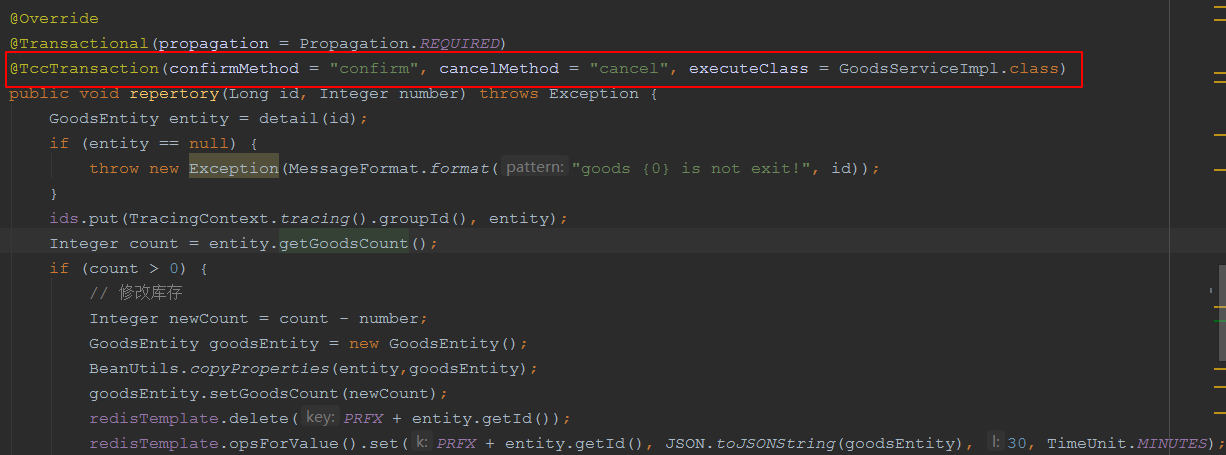 @Override
@Transactional(propagation = Propagation.REQUIRED)
@TccTransaction(confirmMethod = "confirm", cancelMethod = "cancel", executeClass = GoodsServiceImpl.class)
public void repertory(Long id, Integer number) throws Exception {
GoodsEntity entity = detail(id);
if (entity == null) {
throw new Exception(MessageFormat.format( pattern: "goods {0} is not exit!", id));
}
ids.put(TracingContext.tracing().groupId(), entity);
Integer count = entity.getGoodsCount();
if (count > 0) {
// 修改库存
Integer newCount = count - number;
GoodsEntity goodsEntity = new GoodsEntity();
BeanUtils.copyProperties(entity,goodsEntity);
goodsEntity.setGoodsCount(newCount);
redisTemplate.delete( key: PRFX + entity.getId());
redisTemplate.opsForValue().set( k: PRFX + entity.getId(), JSON.toJSONString(goodsEntity), l: 30, TimeUnit.MINUTES);